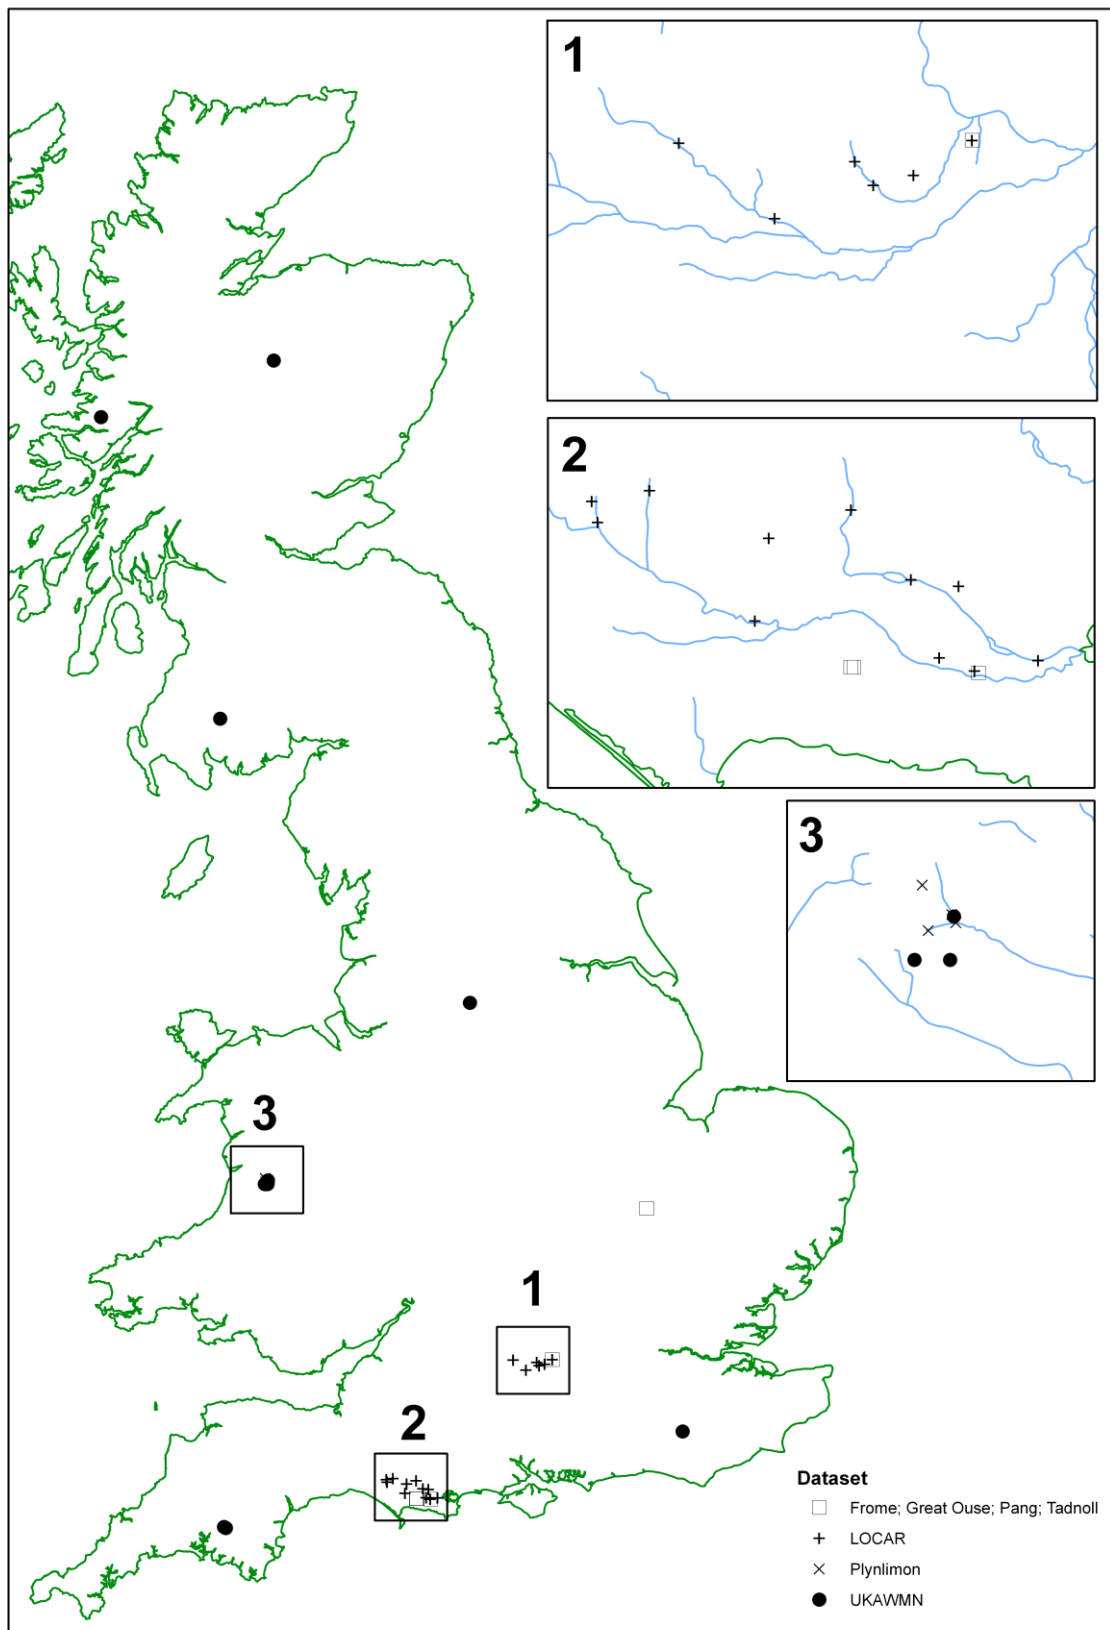 1
2
3
3
1
2
Dataset
Frome; Great Ouse; Pang; Tadnoll
LOCAR
Plynlimon
UKAWMN